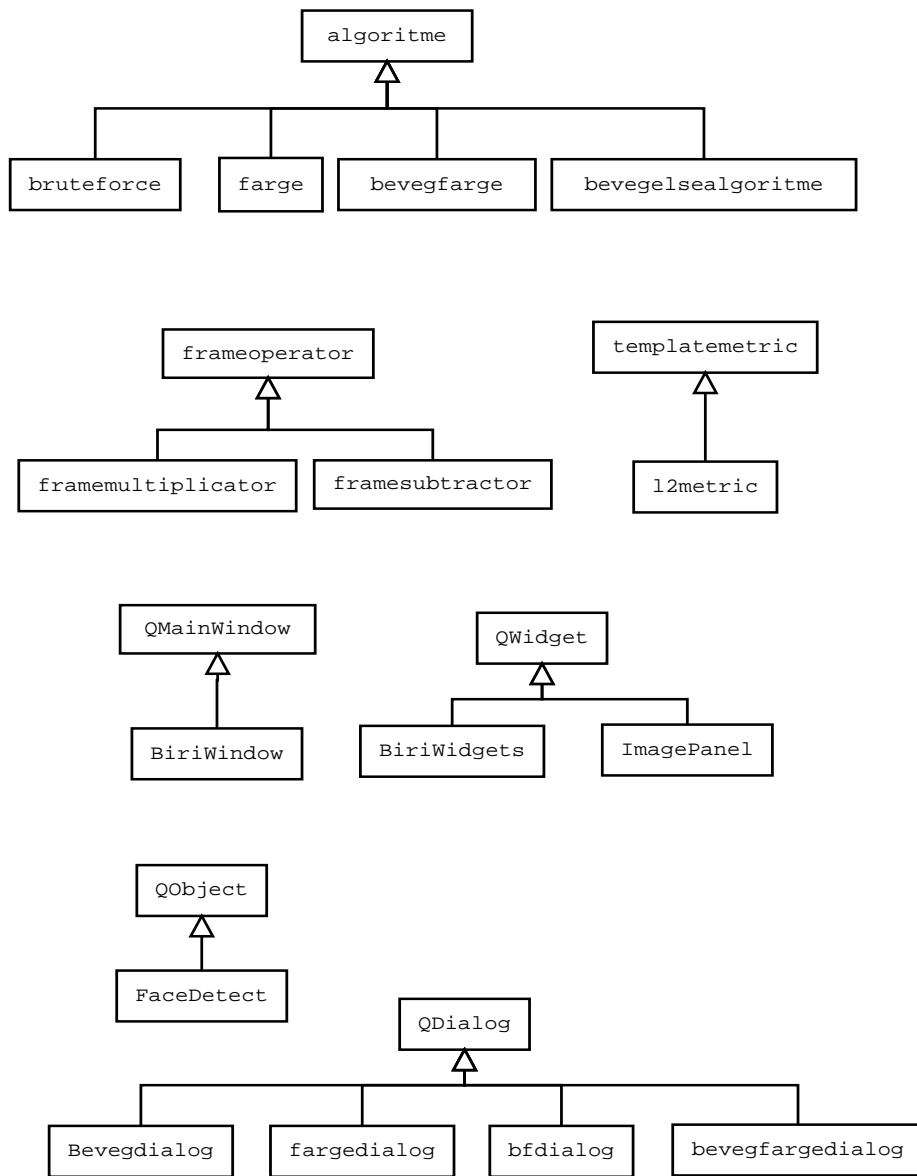 algoritme
bruteforce
farge
bevegfarge
bevegelsealgoritme
frameoperator
templatemetric
framemultiplicator
framesubtractor
l2metric
QMainWindow
QWidget
BiriWindow
BiriWidgets
ImagePanel
QObject
FaceDetect
QDialog
Bevegdialog
fargedialog
bfdialog
bevegfargedialog